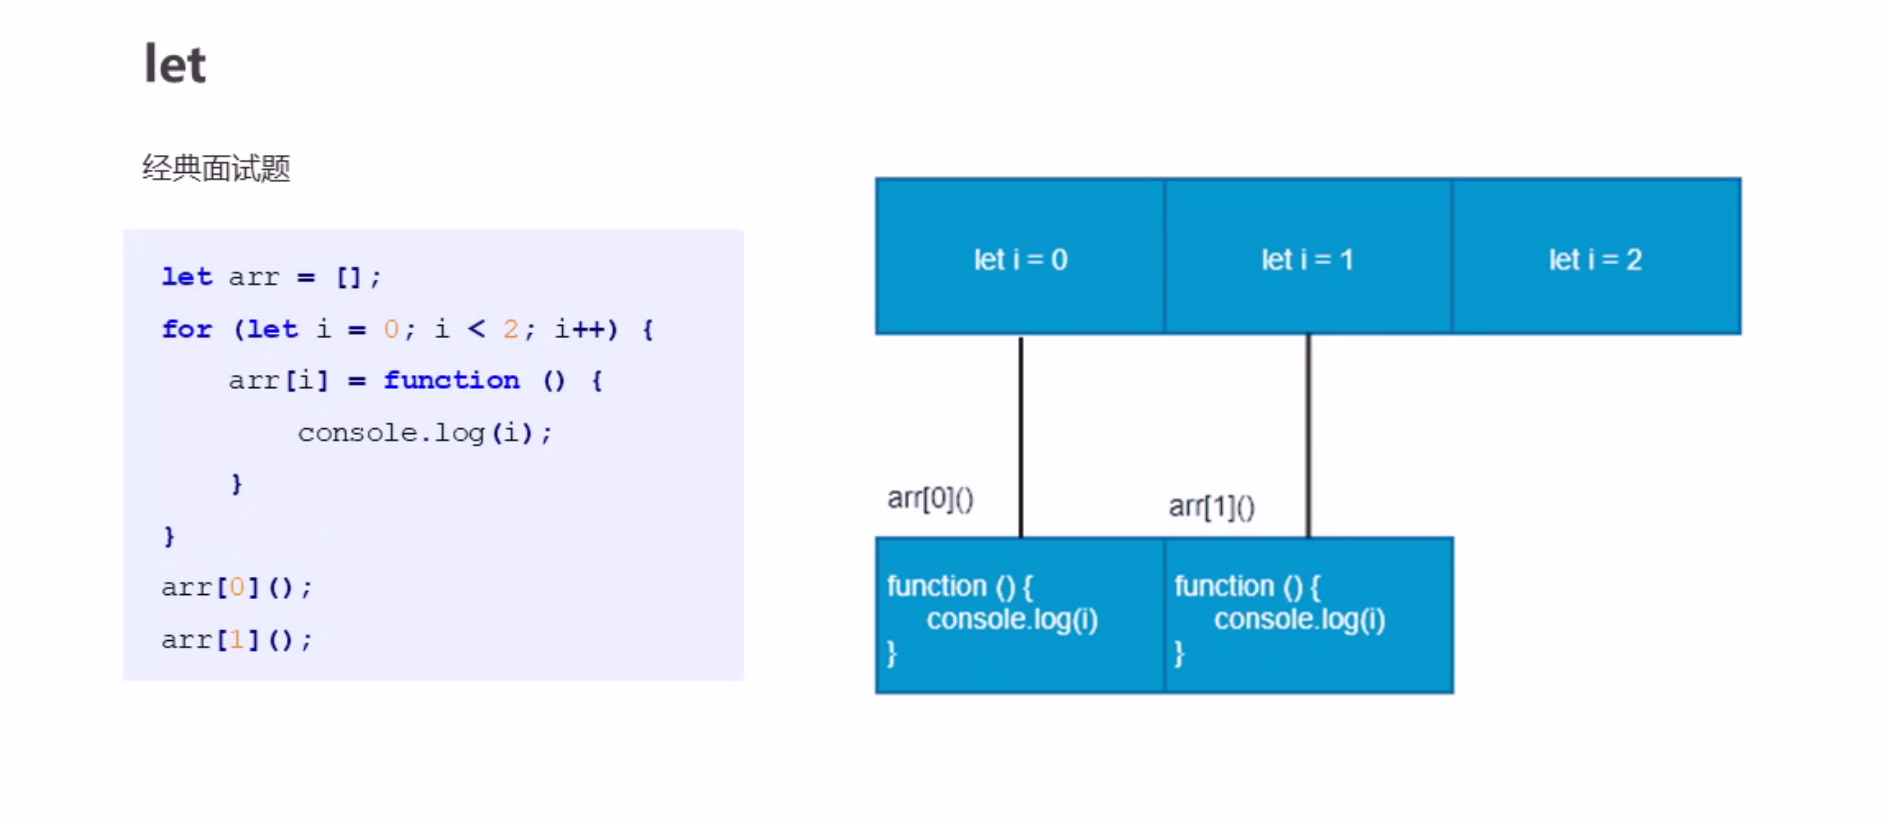 let
经典面试题
let arr = [];
for (let i = 0; i < 2; i++) {
    arr[i] = function () {
        console.log(i);
    }
}
arr[0]();
arr[1]();
let i = 0
let i = 1
let i = 2
arr[0]()
arr[1]()
function () {
    console.log(i)
}
function () {
    console.log(i)
}